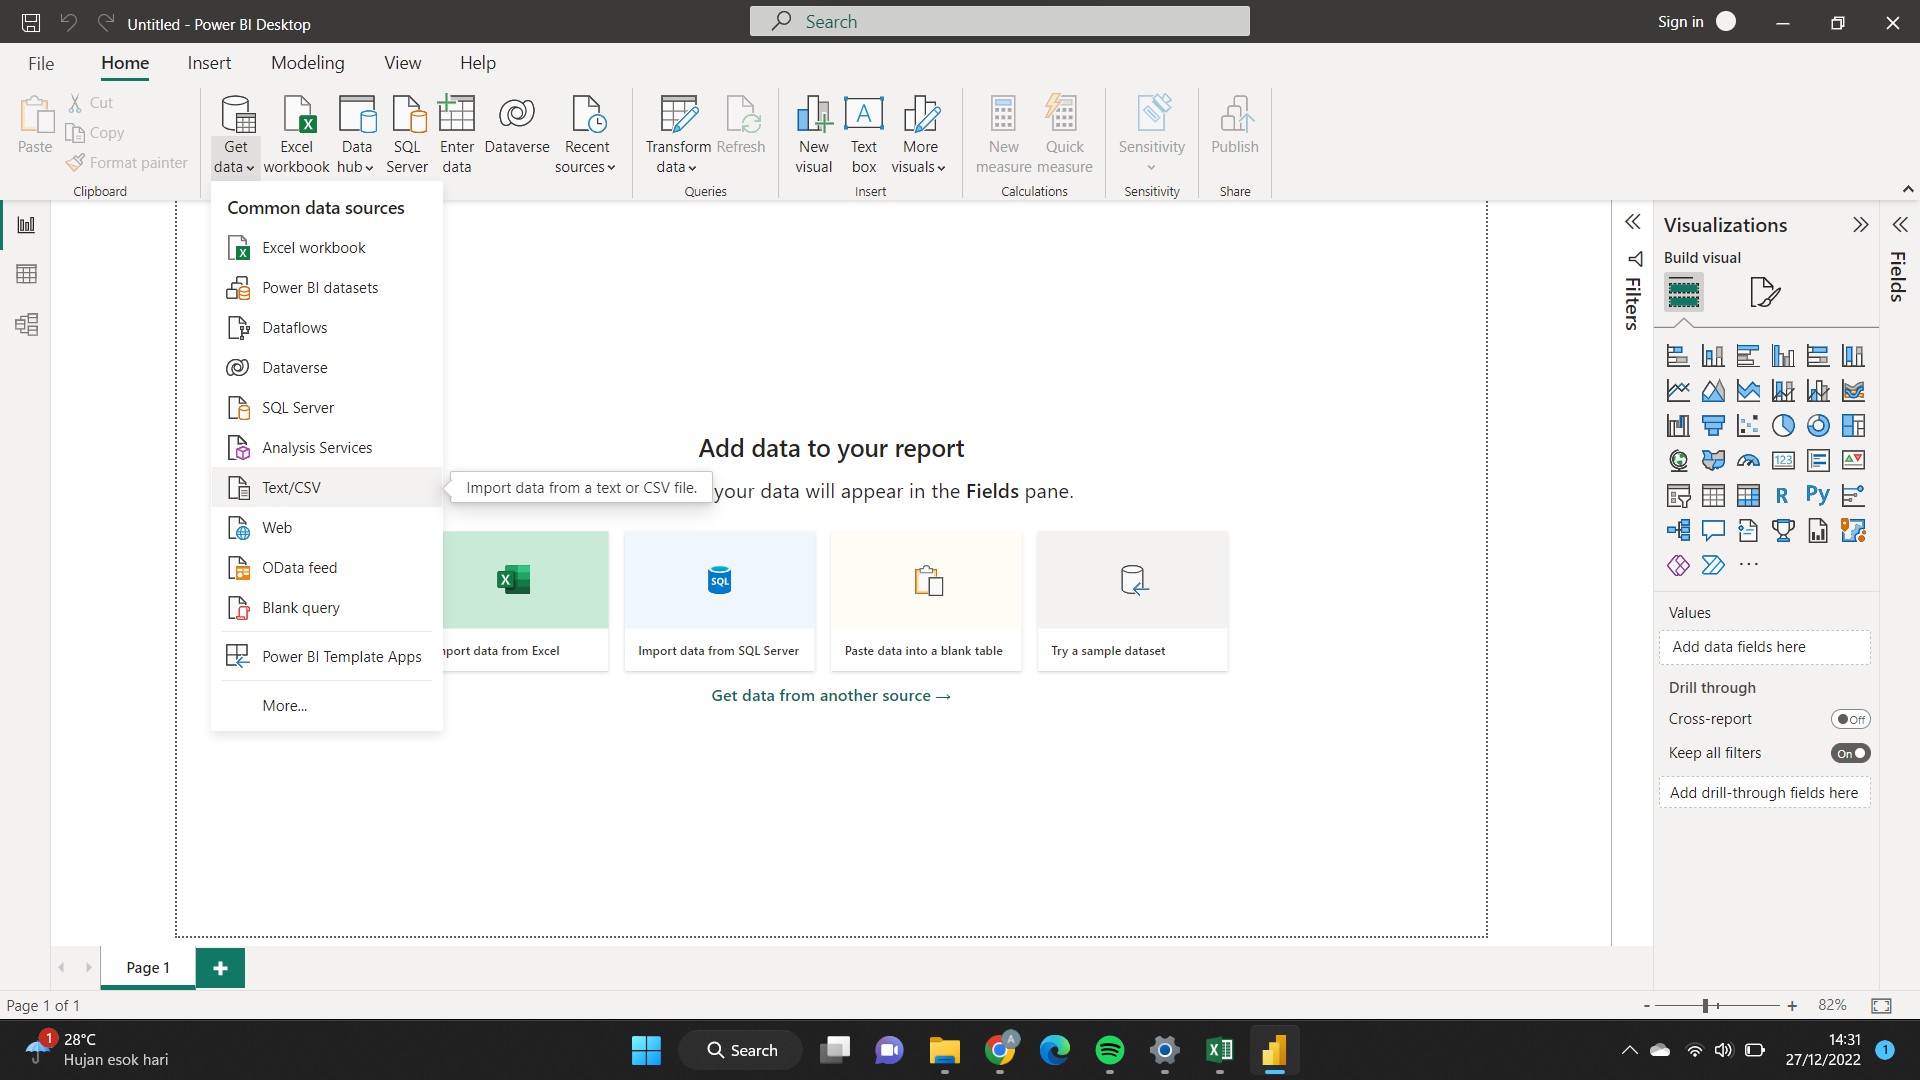 Untitled - Power BI Desktop
Search
Sign in
File
Home
Insert
Modeling
View
Help
Paste
Cut
Copy
Format painter
Clipboard
Get data
Excel workbook
Data hub
SQL Server
Enter data
Dataverse
Recent sources
Transform data
Refresh
Queries
New visual
Text box
More visuals
Insert
New measure
Quick measure
Calculations
Sensitivity
Sensitivity
Publish
Share
Common data sources
Excel workbook
Power BI datasets
Dataflows
Dataverse
SQL Server
Analysis Services
Text/CSV
Import data from a text or CSV file.
Web
OData feed
Blank query
Power BI Template Apps
More...
Add data to your report
your data will appear in the Fields pane.
SQL
port data from Excel
Import data from SQL Server
Paste data into a blank table
Try a sample dataset
Get data from another source →
Filters
Visualizations
Build visual
123
R
Py
...
Values
Add data fields here
Drill through
Cross-report
Off
Keep all filters
On
Add drill-through fields here
Fields
Page 1
Page 1 of 1
- + 82%
1
28°C
Hujan esok hari
Search
A
14:31
27/12/2022
1